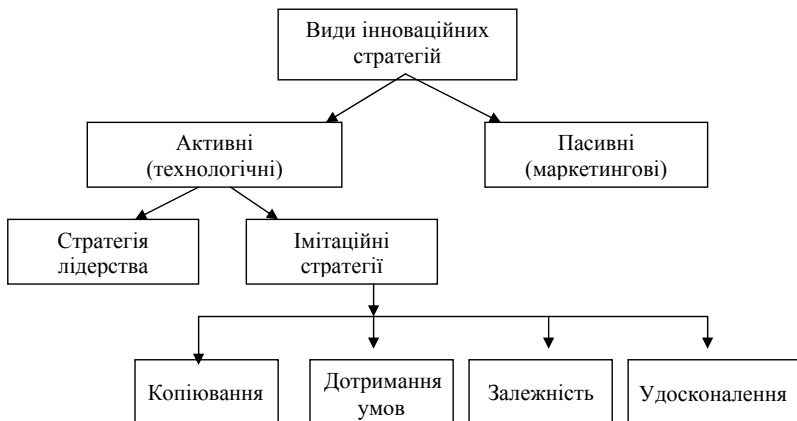 Види інноваційних
стратегій
Активні
(технологічні)
Пасивні
(маркетингові)
Стратегія
лідерства
Імітаційні
стратегії
Копіювання
Дотримання
умов
Залежність
Удосконалення